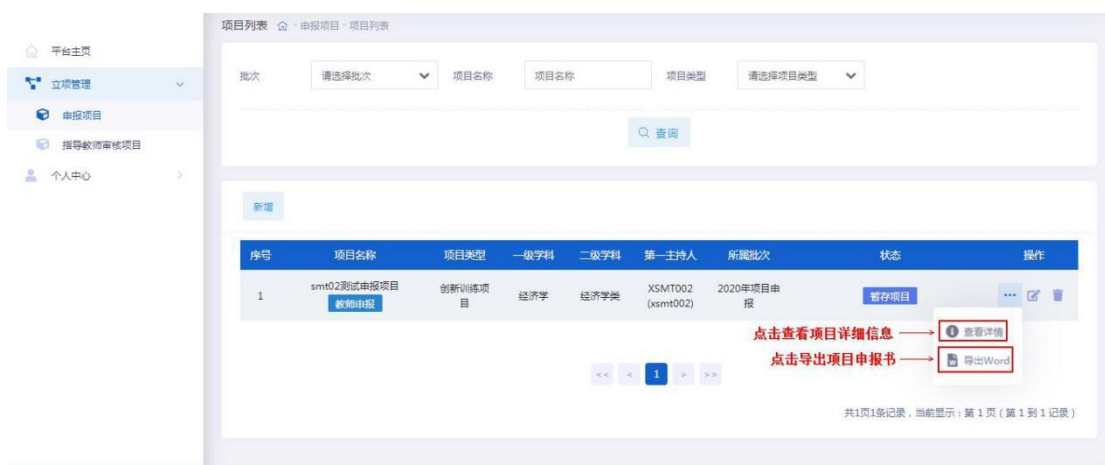 项目列表 · 申报项目 · 项目列表
平台主页
立项管理
申报项目
指导教师审核项目
个人中心
批次 请选择批次 项目名称 项目名称 项目类型 请选择项目类型
查询
新增
序号 项目名称 项目类型 一级学科 二级学科 第一主持人 所属批次 状态 操作
1 smt02测试申报项目 教师申报 创新训练项目 经济学 经济学类 XSMT002 (xsmt002) 2020年项目申报 暂存项目 ...
点击查看项目详细信息 查看详情
点击导出项目申报书 导出Word
<< < 1 > >>
共1页1条记录，当前显示：第 1 页 ( 第 1 到 1 记录 )